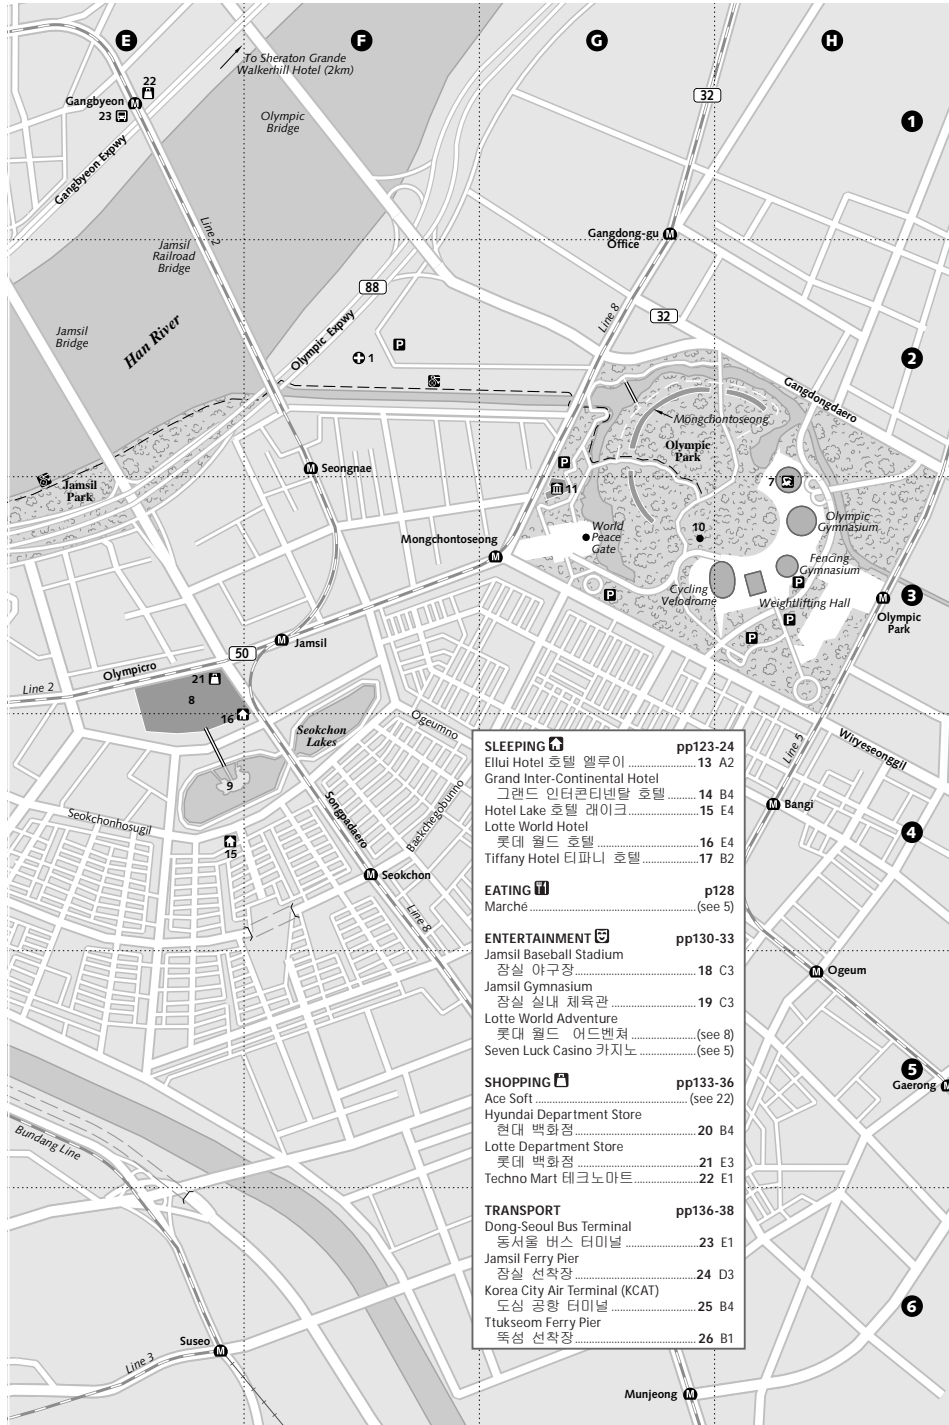 E
F
G
H
To Sheraton Grande
Walkerhill Hotel (2km)
22
Gangbyeon
M
23
32
1
Olympic
Bridge
Gangbyeon Expwy
Line 2
Gangdong-gu
Office
M
Jamsil
Railroad
Bridge
88
Line 8
32
Jamsil
Bridge
Han River
Olympic Expwy
P
1
2
Gangdongdaero
Mongchontoseong
Olympic
Park
P
Seongnae
M
Jamsil
Park
11
7
World
Peace
Gate
10
Olympic
Gymnasium
Mongchontoseong
M
Fencing
Gymnasium
P
P
Cycling
Velodrome
Weightlifting Hall
M
3
Olympic
Park
P
P
50
M
Jamsil
Olympicro
Line 2
21
8
16
Seokchon
Lakes
Ogeumno
Line 5
Wiryeseonggil
9
Songpadaero
Baekchegobunno
Seokchonhosugil
15
M
Bangi
4
M
Seokchon
Line 8
M
Ogeum
5
Gaerong
M
Bundang Line
6
Suseo
M
Line 3
Munjeong
M
SLEEPING pp123-24
Ellui Hotel 호텔 엘루이 13 A2
Grand Inter-Continental Hotel
그랜드 인터콘티넨탈 호텔 14 B4
Hotel Lake 호텔 래이크 15 E4
Lotte World Hotel
롯데 월드 호텔 16 E4
Tiffany Hotel 티파니 호텔 17 B2
EATING p128
Marché (see 5)
ENTERTAINMENT pp130-33
Jamsil Baseball Stadium
잠실 야구장 18 C3
Jamsil Gymnasium
잠실 실내 체육관 19 C3
Lotte World Adventure
롯대 월드 어드벤쳐 (see 8)
Seven Luck Casino 카지노 (see 5)
SHOPPING pp133-36
Ace Soft (see 22)
Hyundai Department Store
현대 백화점 20 B4
Lotte Department Store
롯데 백화점 21 E3
Techno Mart 테크노마트 22 E1
TRANSPORT pp136-38
Dong-Seoul Bus Terminal
동서울 버스 터미널 23 E1
Jamsil Ferry Pier
잠실 선착장 24 D3
Korea City Air Terminal (KCAT)
도심 공항 터미널 25 B4
Ttukseom Ferry Pier
뚝섬 선착장 26 B1